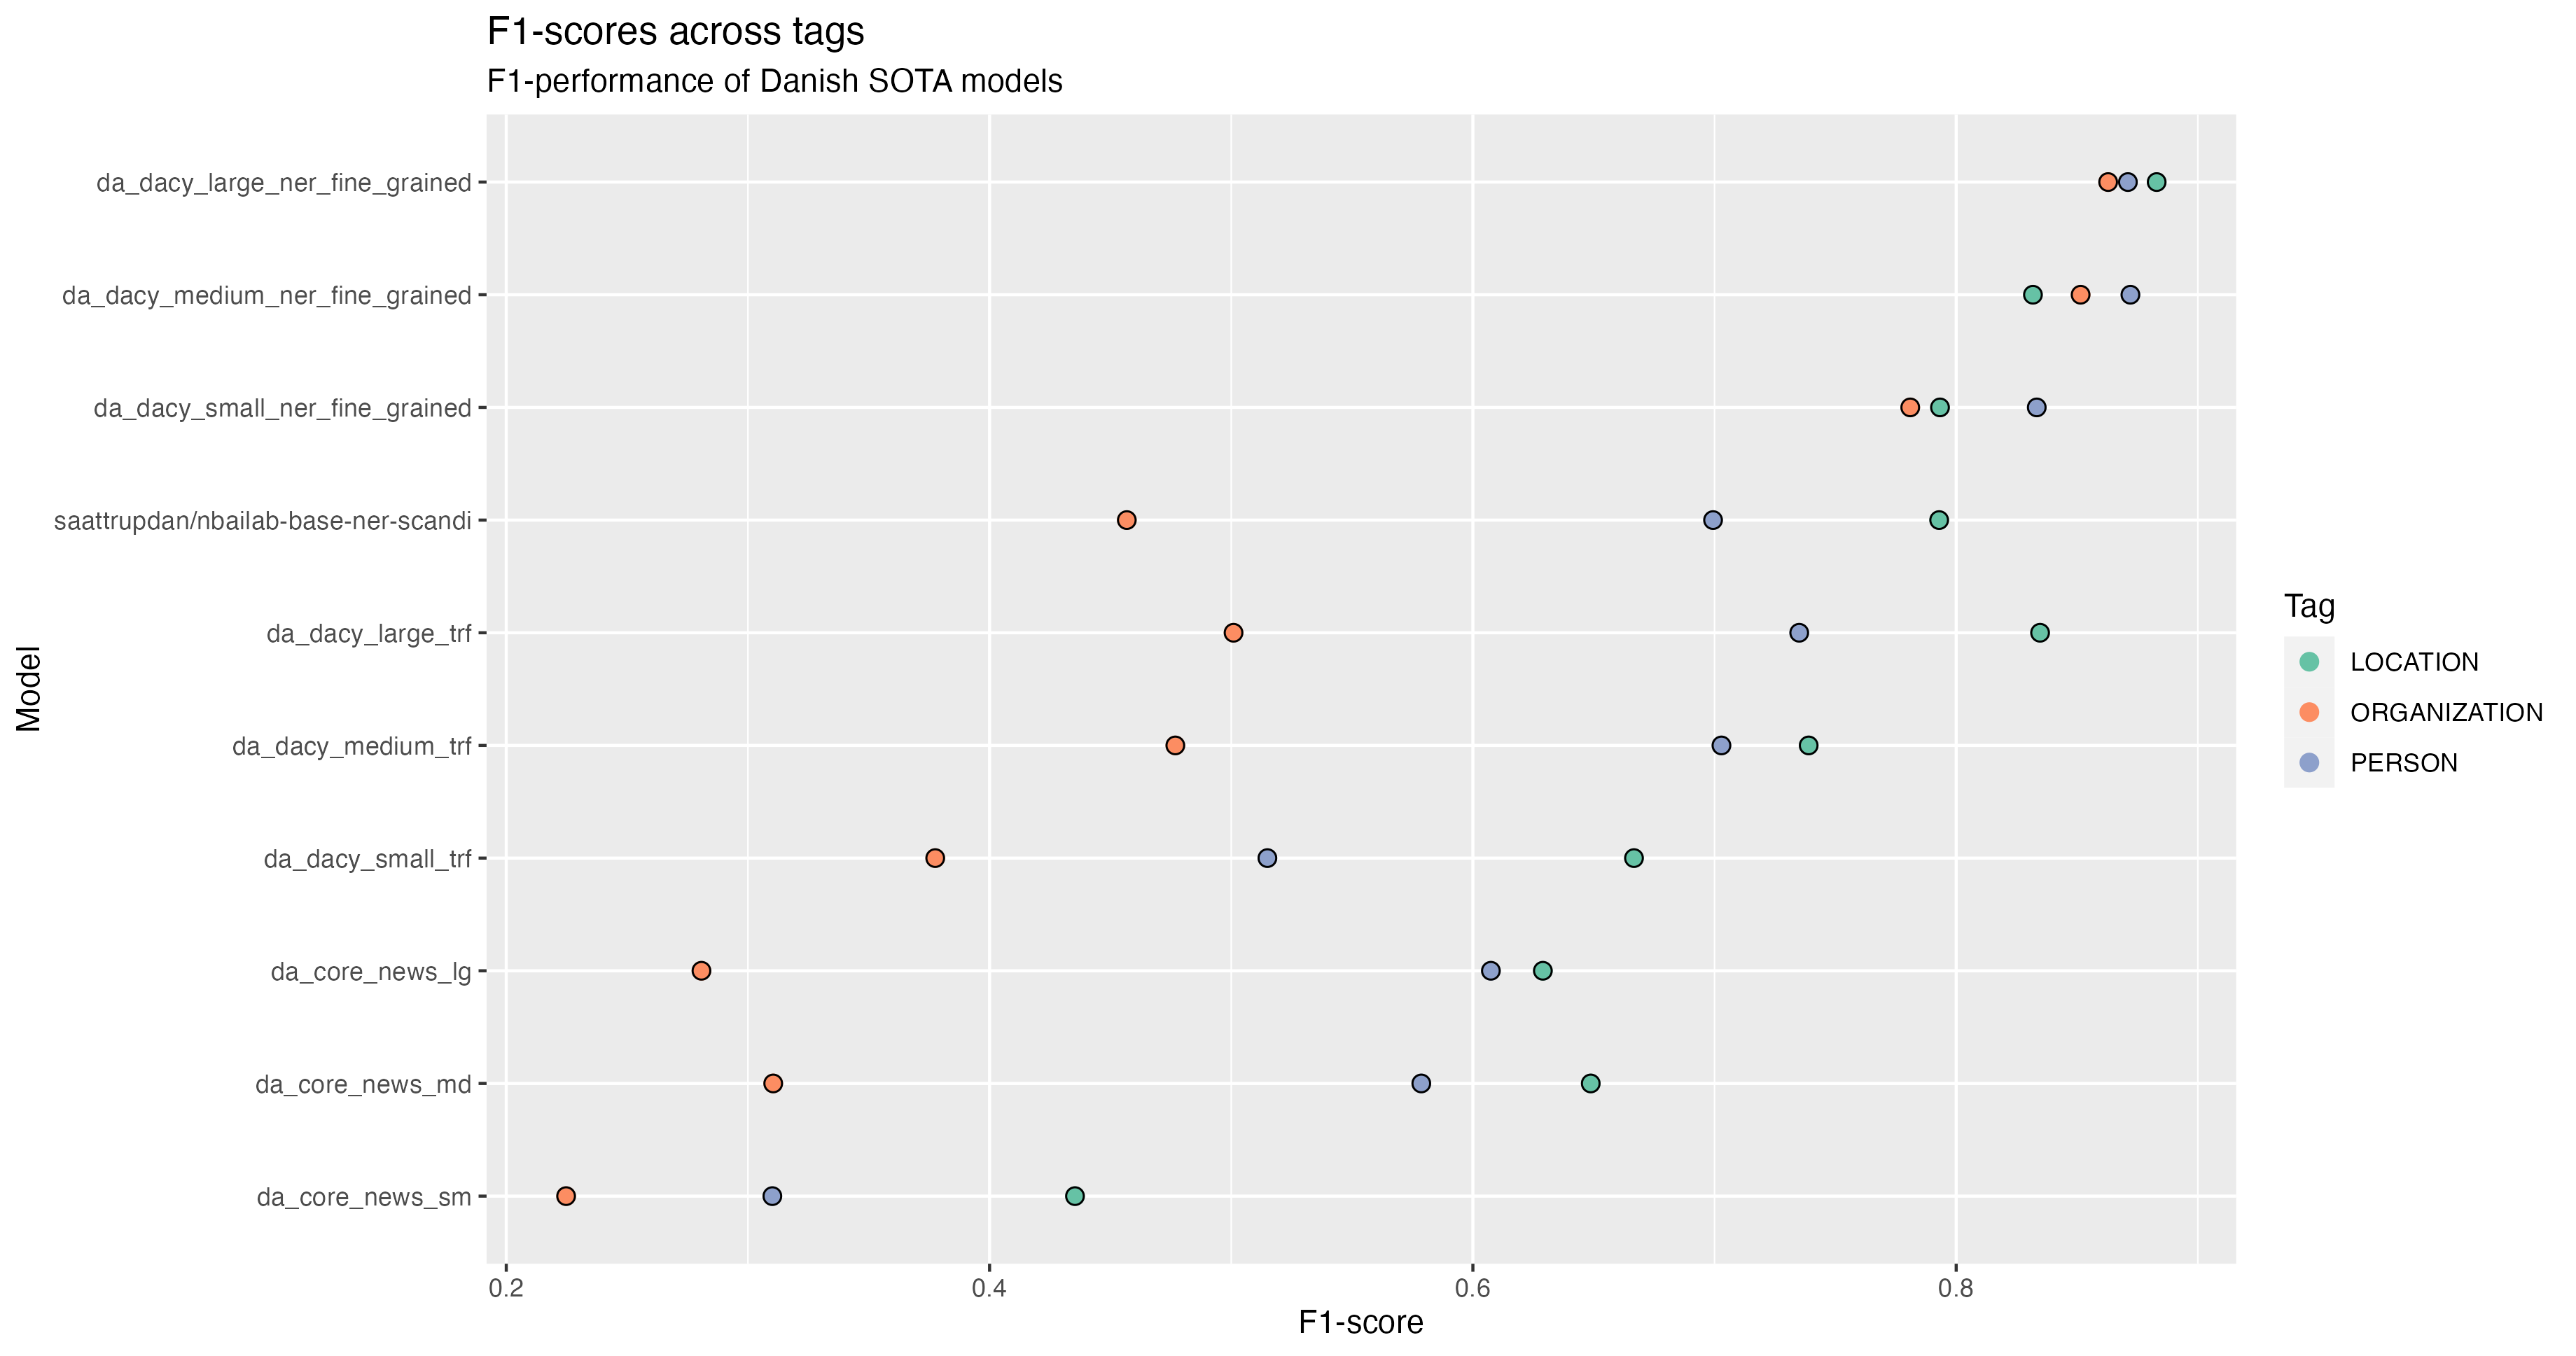 F1-scores across tags
F1-performance of Danish SOTA models
da_dacy_large_ner_fine_grained
da_dacy_medium_ner_fine_grained
da_dacy_small_ner_fine_grained
saattrupdan/nbailab-base-ner-scandi
da_dacy_large_trf
da_dacy_medium_trf
da_dacy_small_trf
da_core_news_lg
da_core_news_md
da_core_news_sm
Model
0.2 0.4 0.6 0.8
F1-score
Tag
LOCATION
ORGANIZATION
PERSON